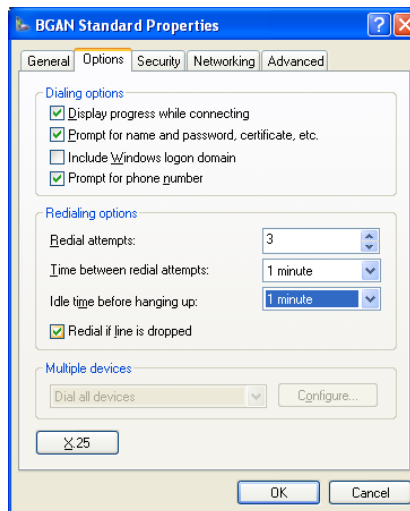 BGAN Standard Properties
General Options Security Networking Advanced
Dialing options
Display progress while connecting
Prompt for name and password, certificate, etc.
Include Windows logon domain
Prompt for phone number
Redialing options
Redial attempts: 3
Time between redial attempts: 1 minute
Idle time before hanging up: 1 minute
Redial if line is dropped
Multiple devices
Dial all devices Configure...
X.25
OK Cancel